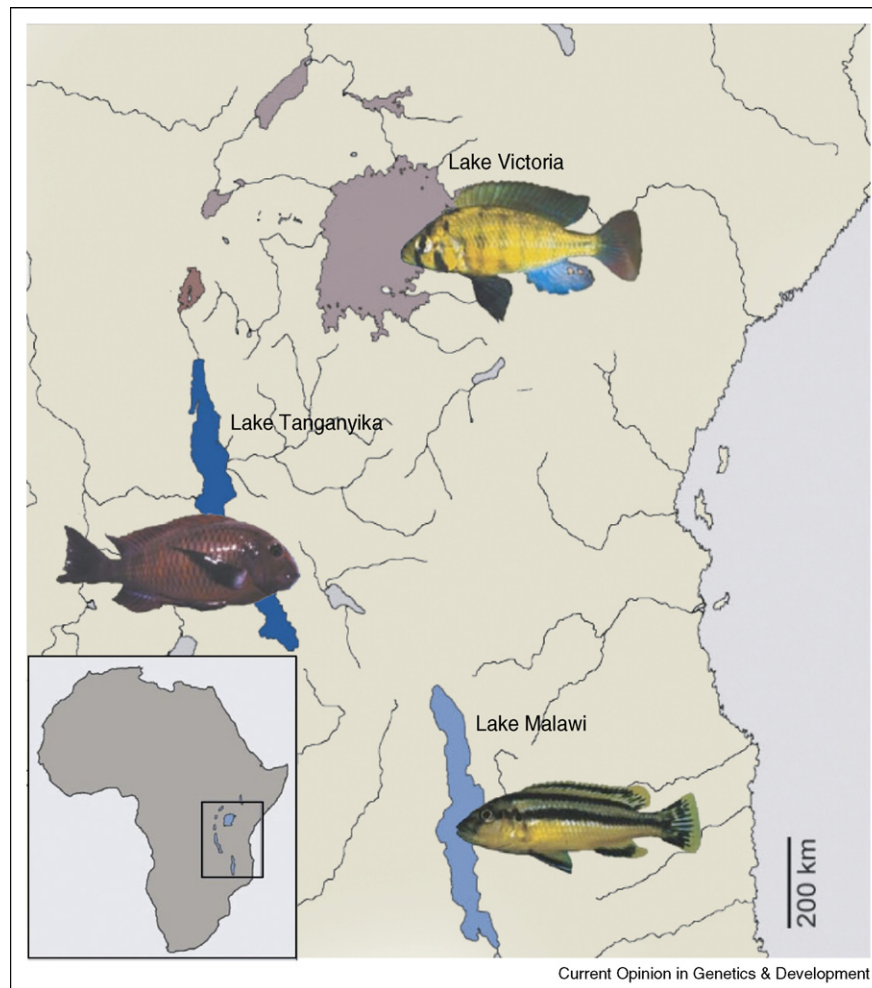 Lake Victoria
Lake Tanganyika
Lake Malawi
200 km
Current Opinion in Genetics & Development